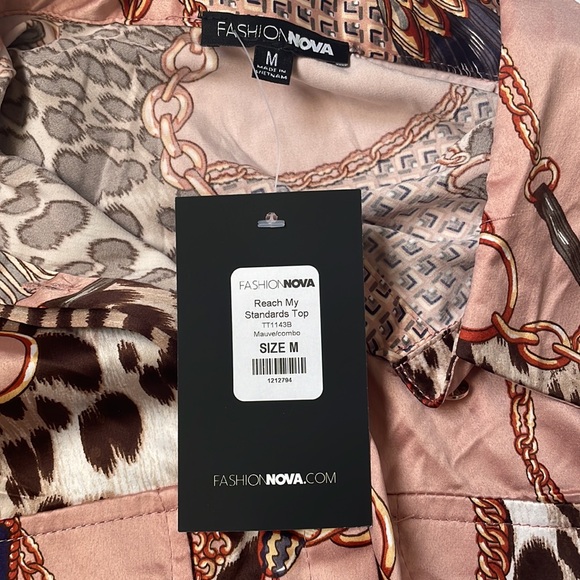 FASHIONNOVA
M
MADE IN
VIETNAM
FASHIONNOVA
Reach My
Standards Top
TT1143B
Mauve/combo
SIZE M
1212794
FASHIONNOVA.COM